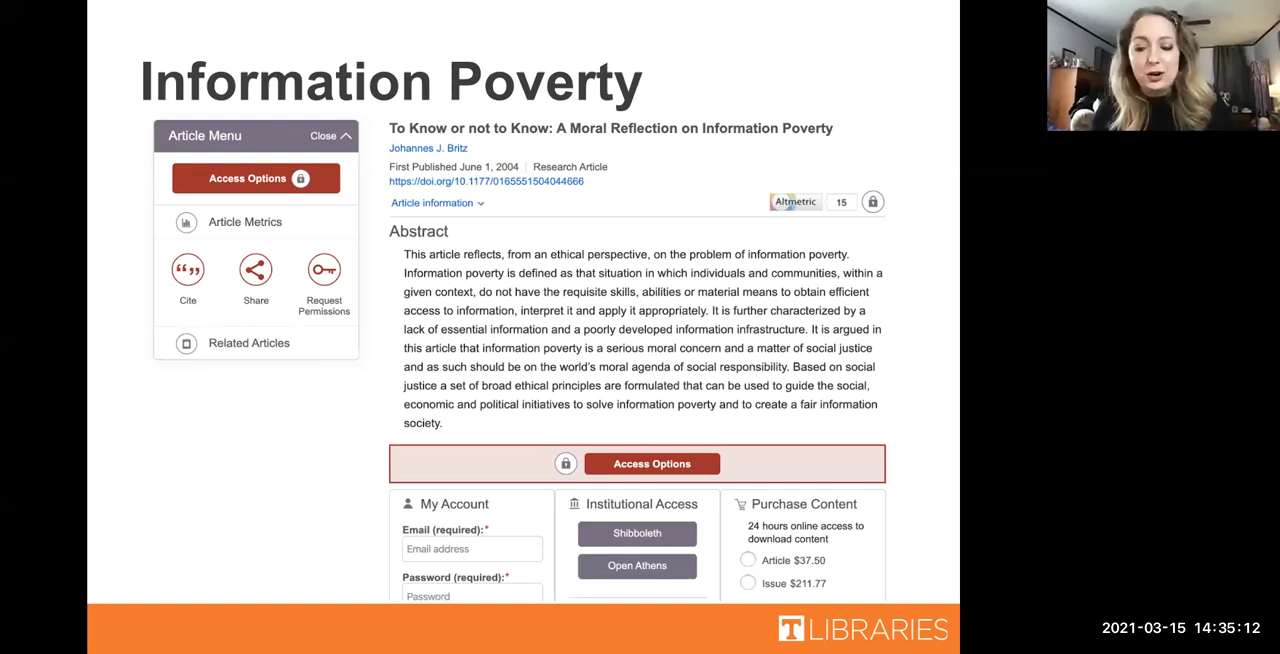 Information Poverty
Article Menu
Close
Access Options
Article Metrics
Cite
Share
Request
Permissions
Related Articles
To Know or not to Know: A Moral Reflection on Information Poverty
Johannes J. Britz
First Published June 1, 2004 | Research Article
https://doi.org/10.1177/0165551504044666
Article information
Altmetric 15
Abstract
This article reflects, from an ethical perspective, on the problem of information poverty.
Information poverty is defined as that situation in which individuals and communities, within a
given context, do not have the requisite skills, abilities or material means to obtain efficient
access to information, interpret it and apply it appropriately. It is further characterized by a
lack of essential information and a poorly developed information infrastructure. It is argued in
this article that information poverty is a serious moral concern and a matter of social justice
and as such should be on the world's moral agenda of social responsibility. Based on social
justice a set of broad ethical principles are formulated that can be used to guide the social,
economic and political initiatives to solve information poverty and to create a fair information
society.
Access Options
My Account
Email (required):*
Email address
Password (required):*
Password
Institutional Access
Shibboleth
Open Athens
Purchase Content
24 hours online access to
download content
Article $37.50
Issue $211.77
T LIBRARIES
2021-03-15 14:35:12